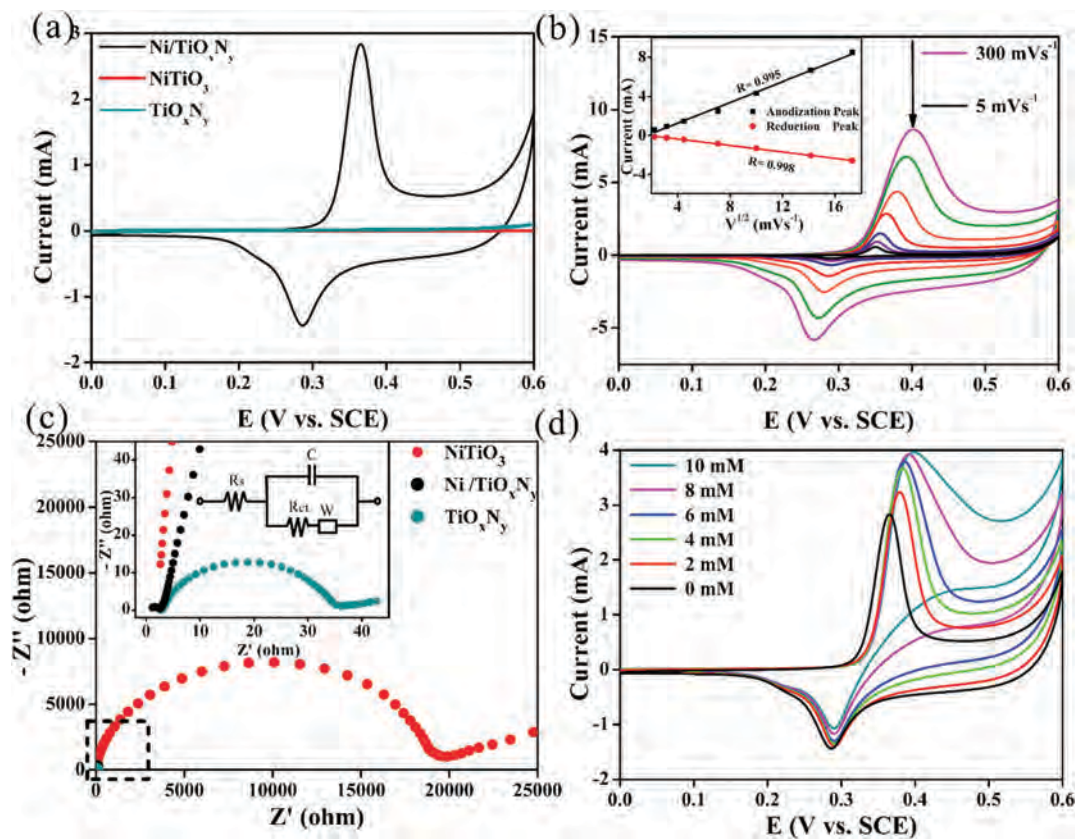 (a)
3
2
1
0
-1
-2
Current (mA)
Ni/TiOₓNᵧ
NiTiO₃
TiOₓNᵧ
0.0 0.1 0.2 0.3 0.4 0.5 0.6
E (V vs. SCE)
(b)
15
10
5
0
-5
Current (mA)
300 mVs⁻¹
5 mVs⁻¹
8
4
0
-4
Current (mA)
R= 0.995
Anodization Peak
Reduction Peak
R= 0.998
4 8 12 16
V¹/² (mVs⁻¹)
0.0 0.1 0.2 0.3 0.4 0.5 0.6
E (V vs. SCE)
(c)
25000
20000
15000
10000
5000
0
- Z'' (ohm)
NiTiO₃
Ni /TiOₓNᵧ
TiOₓNᵧ
40
30
20
10
0
- Z'' (ohm)
C
Rs
Rct
W
0 10 20 30 40
Z' (ohm)
0 5000 10000 15000 20000 25000
Z' (ohm)
(d)
4
3
2
1
0
-1
-2
Current (mA)
10 mM
8 mM
6 mM
4 mM
2 mM
0 mM
0.0 0.1 0.2 0.3 0.4 0.5 0.6
E (V vs. SCE)